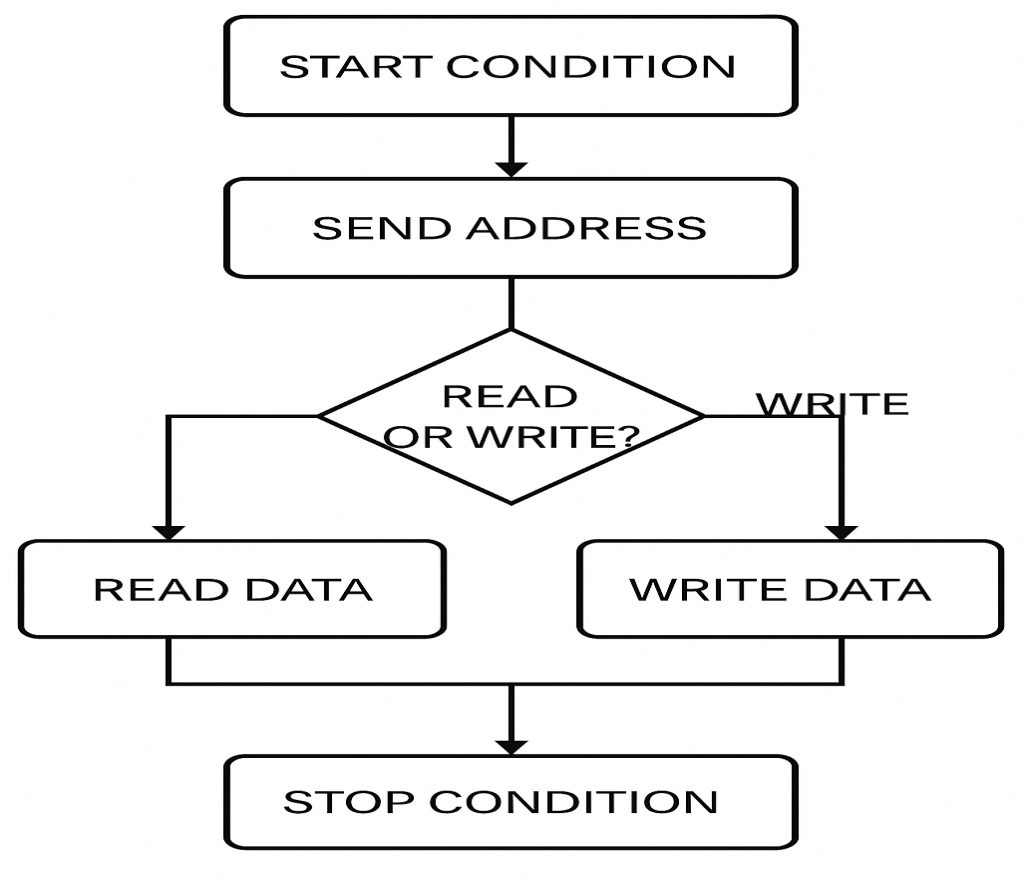 START CONDITION
SEND ADDRESS
READ
OR WRITE?
WRITE
READ DATA
WRITE DATA
STOP CONDITION